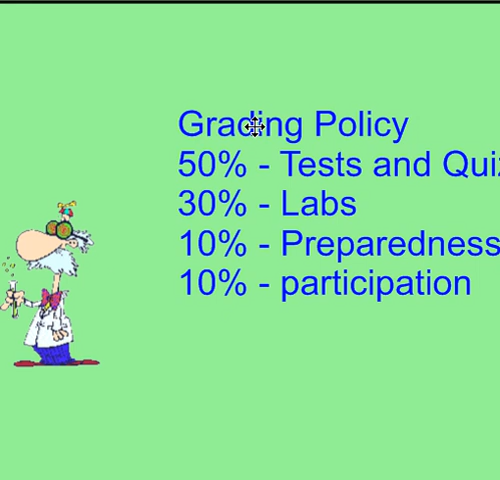 Grading Policy
50% - Tests and Qui
30% - Labs
10% - Preparedness
10% - participation